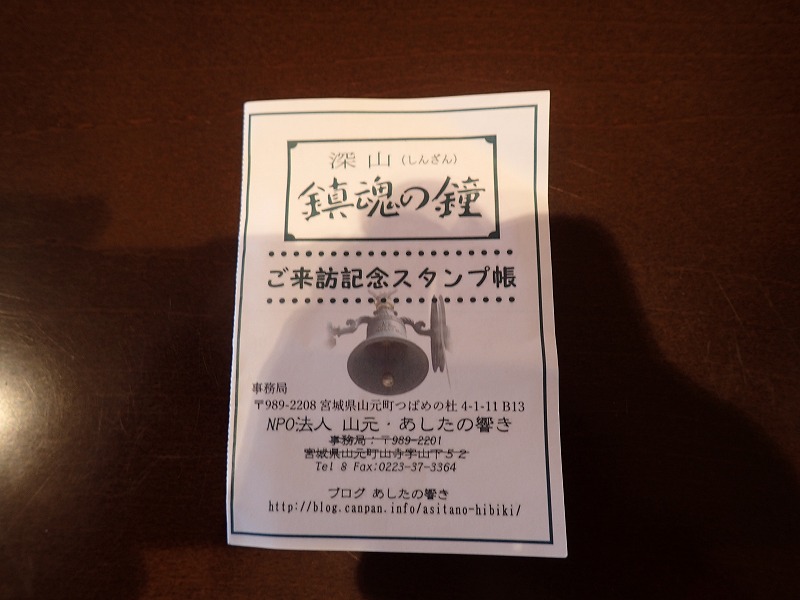 深山（しんざん）
鎮魂の鐘
ご来訪記念スタンプ帳
事務局
〒989-2208 宮城県山元町つばめの杜 4-1-11 B13
NPO法人 山元・あしたの響き
事務局：〒989-2201
宮城県山元町山寺字山下５２
Tel & Fax:0223-37-3364
ブログ あしたの響き
http://blog.canpan.info/asitano-hibiki/